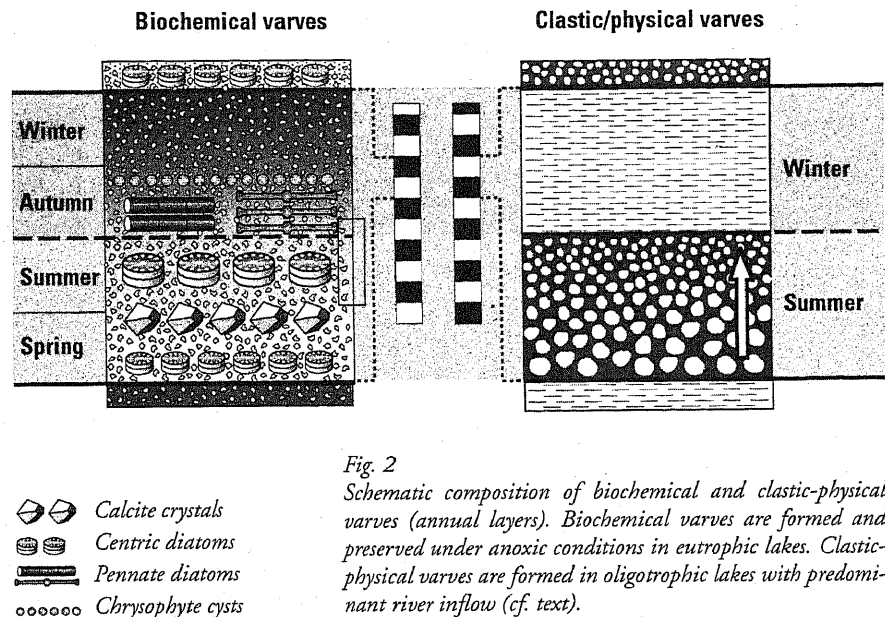 Biochemical varves
Clastic/physical varves
Winter
Autumn
Summer
Spring
Winter
Summer
Calcite crystals
Centric diatoms
Pennate diatoms
Chrysophyte cysts
Fig. 2
Schematic composition of biochemical and clastic-physical
varves (annual layers). Biochemical varves are formed and
preserved under anoxic conditions in eutrophic lakes. Clastic-
physical varves are formed in oligotrophic lakes with predomi-
nant river inflow (cf. text).